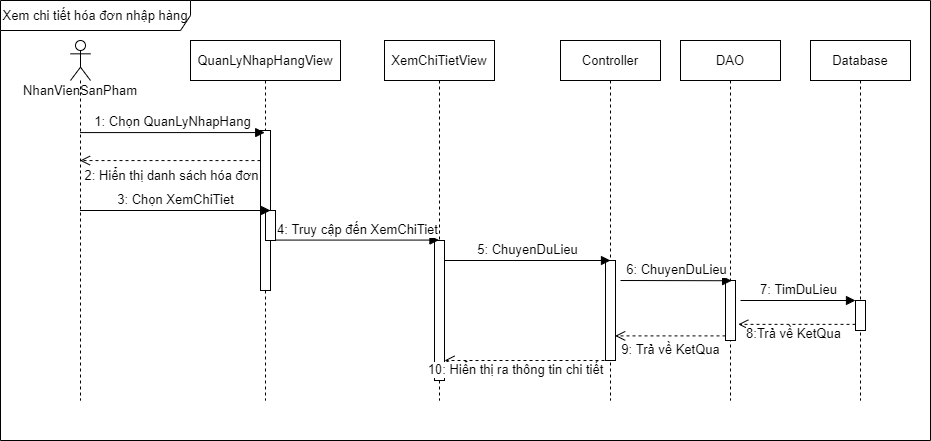 Xem chi tiết hóa đơn nhập hàng
NhanVienSanPham
QuanLyNhapHangView
XemChiTietView
Controller
DAO
Database
1: Chọn QuanLyNhapHang
2: Hiển thị danh sách hóa đơn
3: Chọn XemChiTiet
4: Truy cập đến XemChiTiet
5: ChuyenDuLieu
6: ChuyenDuLieu
7: TimDuLieu
8:Trả về KetQua
9: Trả về KetQua
10: Hiển thị ra thông tin chi tiết